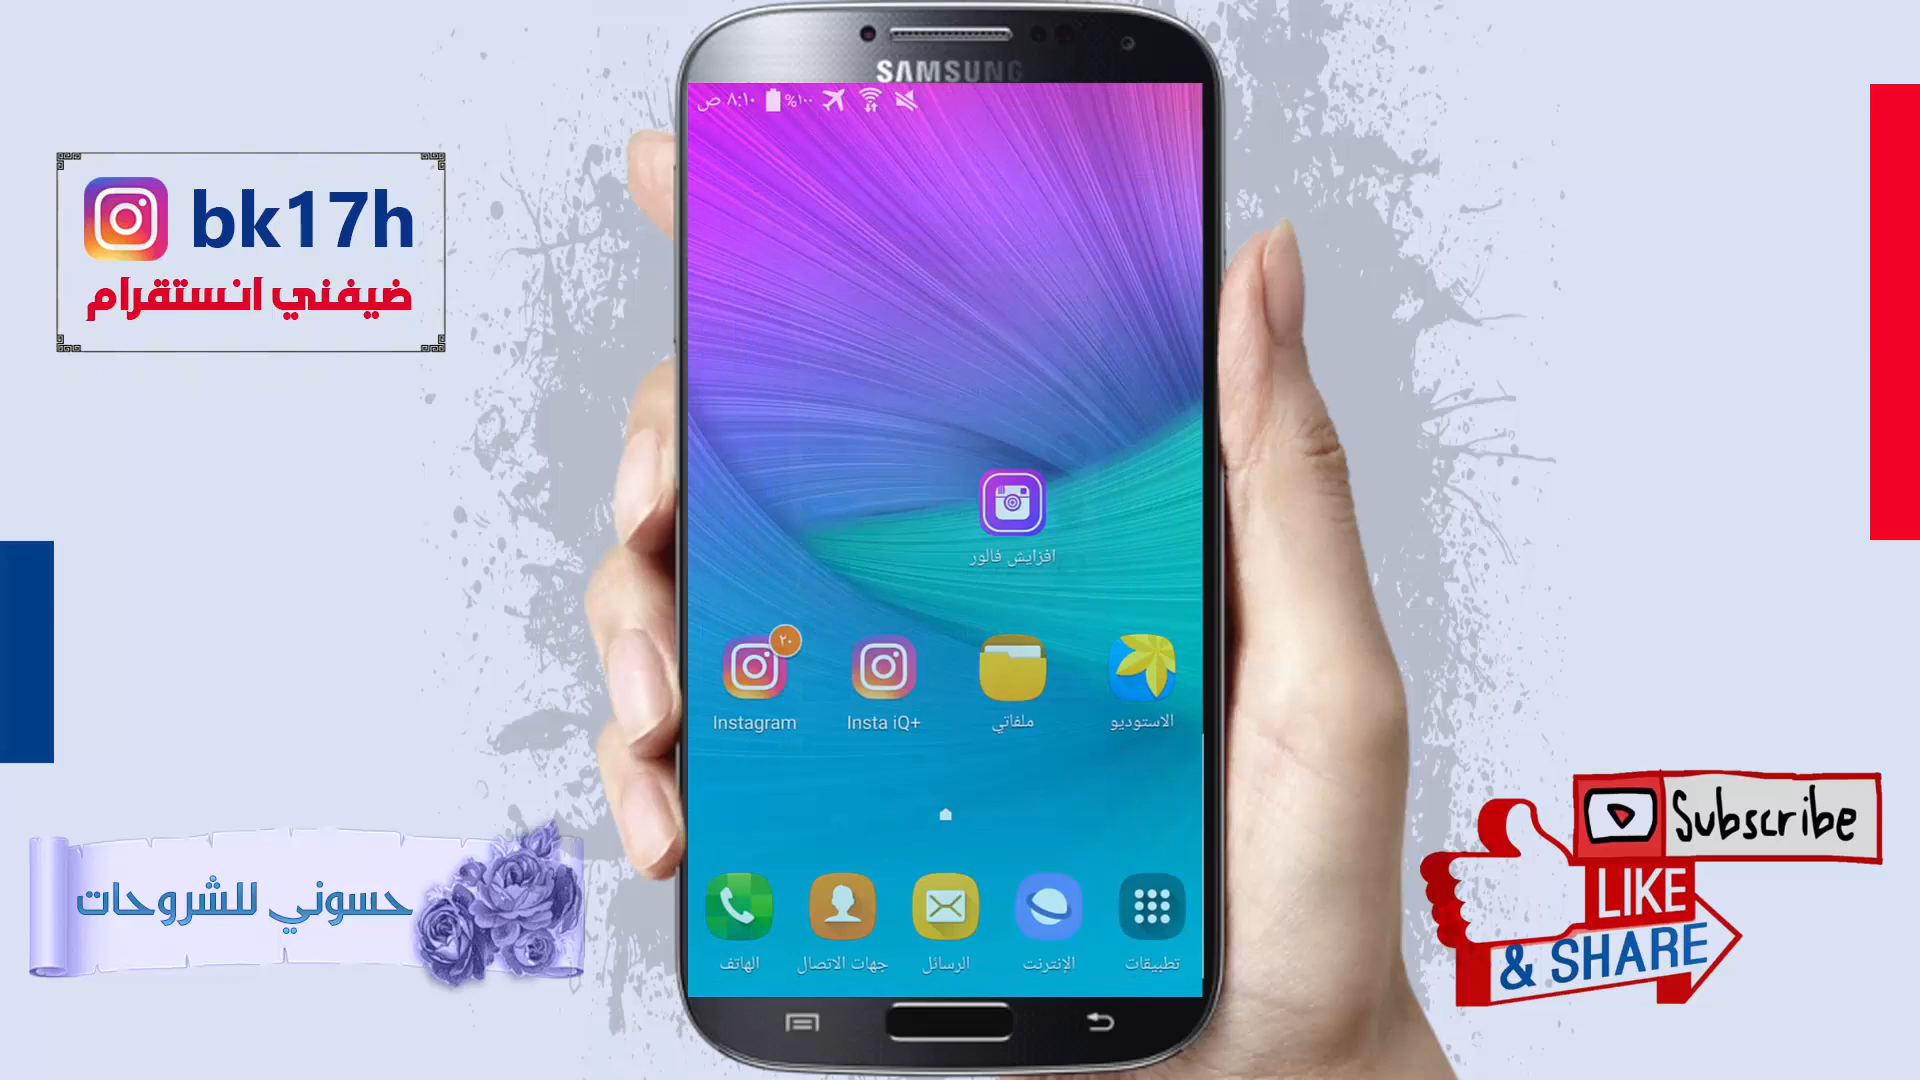 SAMSUNG
ص ٨:١٠ %١٠٠
bk17h
ضيفني انستقرام
افزایش فالور
٢٠
Instagram
Insta iQ+
ملفاتي
الاستوديو
الهاتف
جهات الاتصال
الرسائل
الإنترنت
تطبيقات
حسوني للشروحات
Subscribe
LIKE
& SHARE